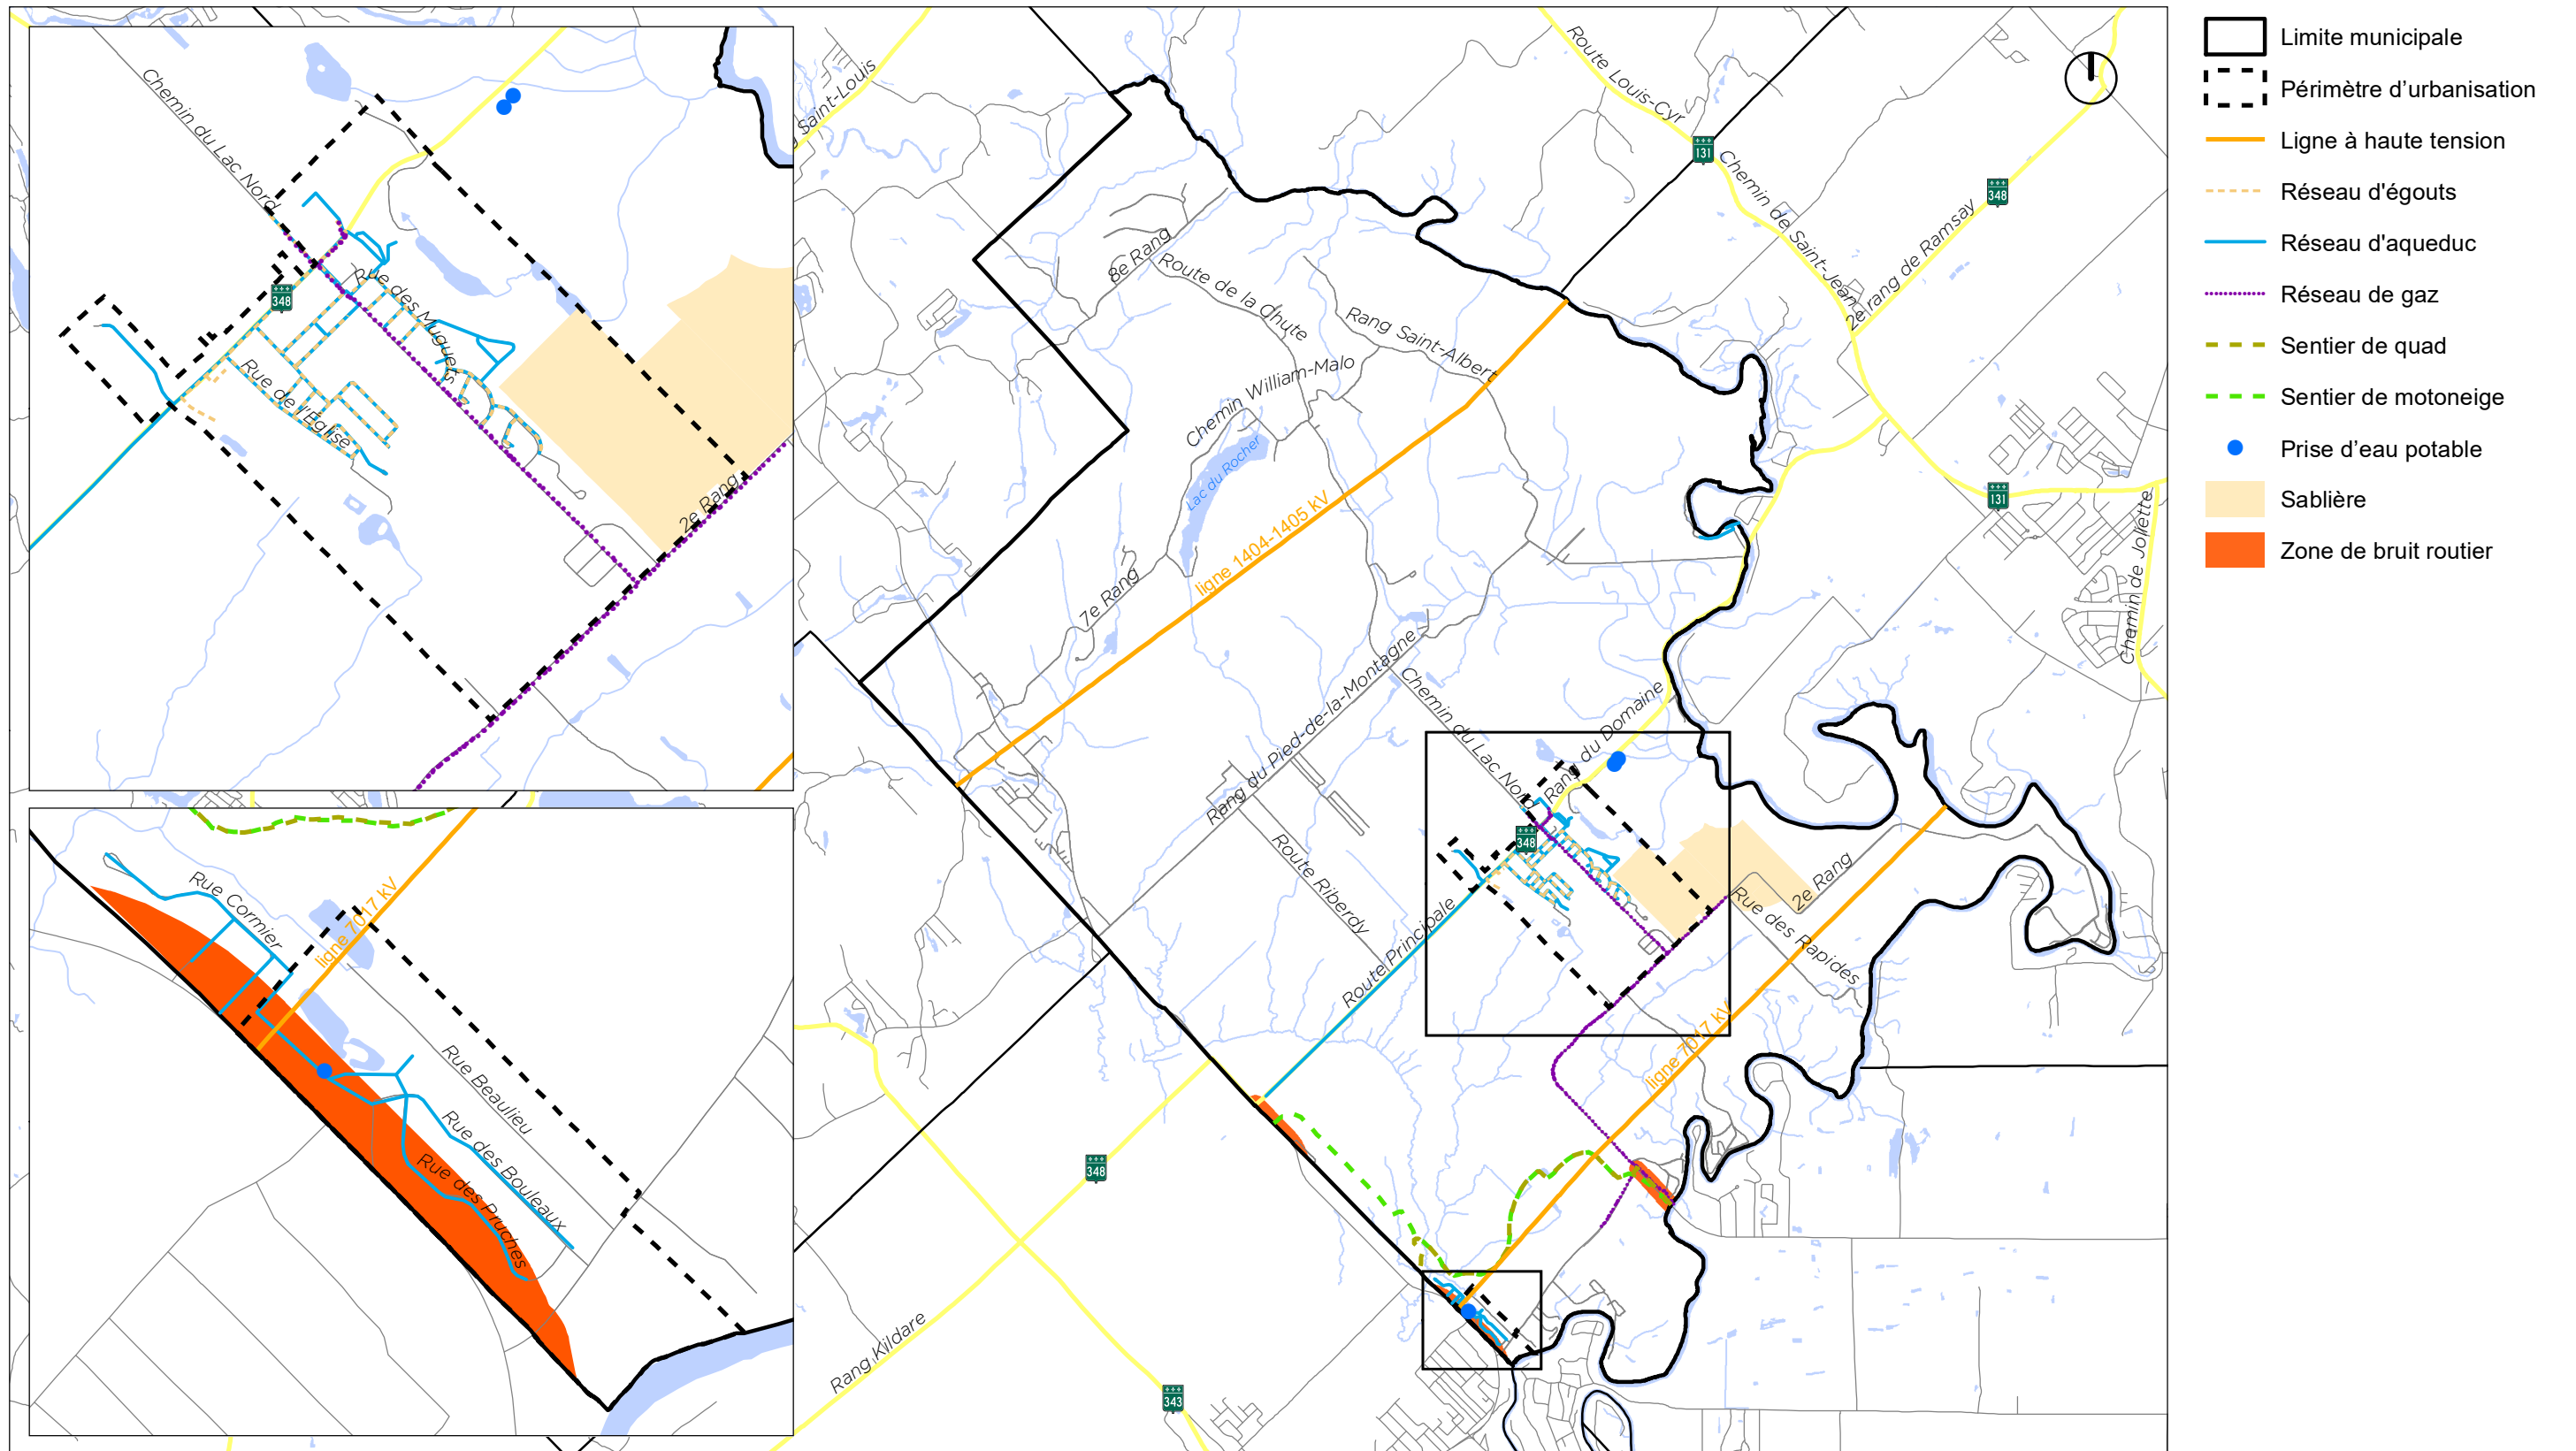 Limite municipale
Périmètre d’urbanisation
Ligne à haute tension
Réseau d'égouts
Réseau d'aqueduc
Réseau de gaz
Sentier de quad
Sentier de motoneige
Prise d’eau potable
Sablière
Zone de bruit routier
Chemin du Lac Nord
348
Rue des Muguets
Rue de l'Église
2e Rang
Rue Cormier
ligne 7017 kV
Rue Beaulieu
Rue des Bouleaux
Rue des Pruches
Saint-Louis
Route Louis-Cyr
131
Chemin de Saint-Jean
348
2e rang de Ramsay
8e Rang
Route de la Chute
Rang Saint-Albert
Chemin William-Malo
Lac du Rocher
ligne 1404-1405 kV
7e Rang
131
Chemin de Joliette
Rang du Pied-de-la-Montagne
Chemin du Lac Nord
Rang du Domaine
348
Route Riberdy
Route Principale
2e Rang
Rue des Rapides
ligne 7017 kV
348
Rang Kildare
343